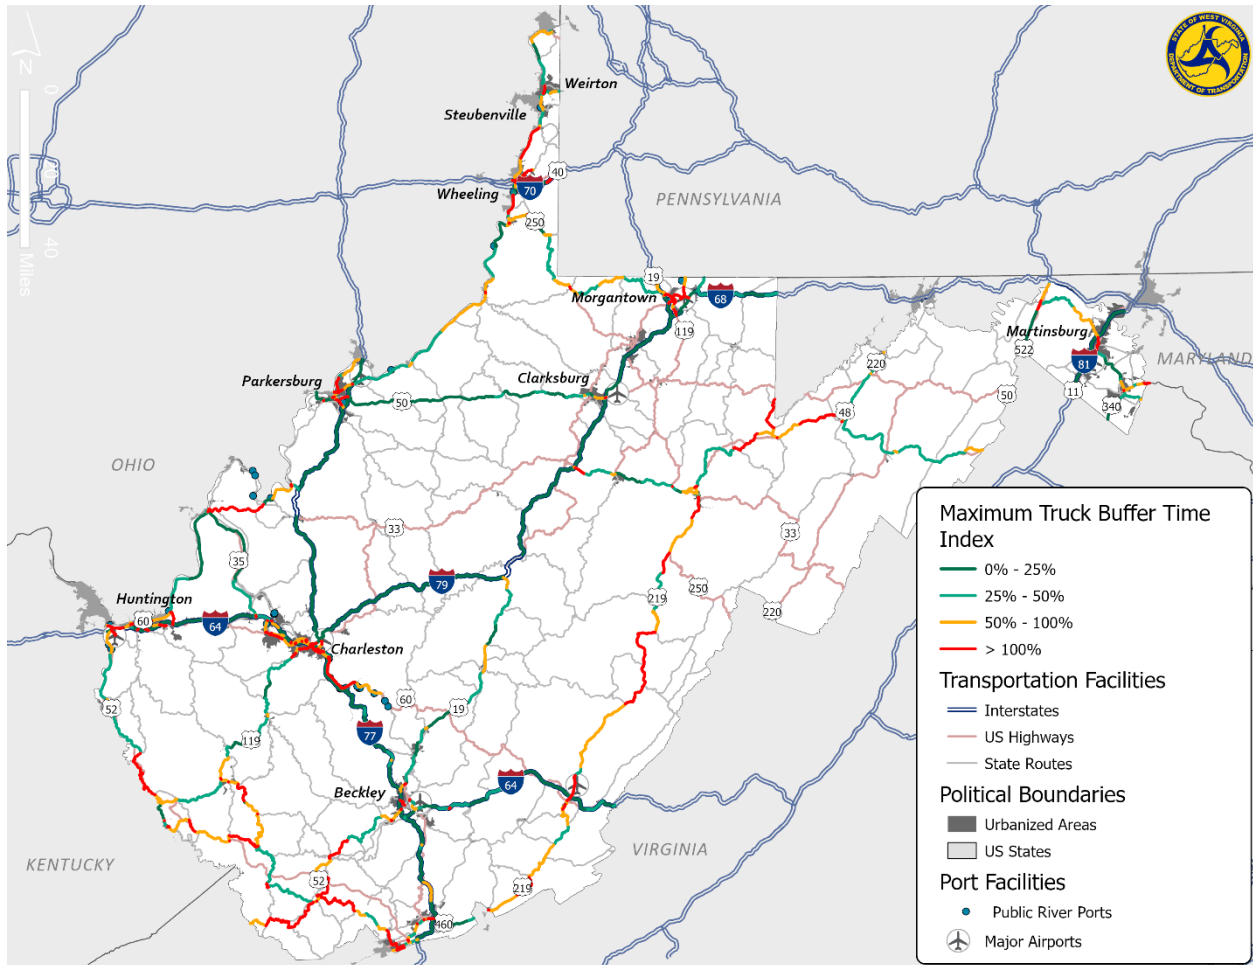 STATE OF WEST VIRGINIA
DEPARTMENT OF TRANSPORTATION
N
0
20
40
Miles
Weirton
Steubenville
40
70
Wheeling
PENNSYLVANIA
250
19
Morgantown
68
119
Martinsburg
522
MARYLAND
220
81
Parkersburg
Clarksburg
50
50
11
340
48
OHIO
33
33
35
79
250
219
220
Huntington
60
64
Charleston
60
52
19
77
119
64
Beckley
KENTUCKY
VIRGINIA
52
219
460
Maximum Truck Buffer Time
Index
0% - 25%
25% - 50%
50% - 100%
> 100%
Transportation Facilities
Interstates
US Highways
State Routes
Political Boundaries
Urbanized Areas
US States
Port Facilities
Public River Ports
Major Airports